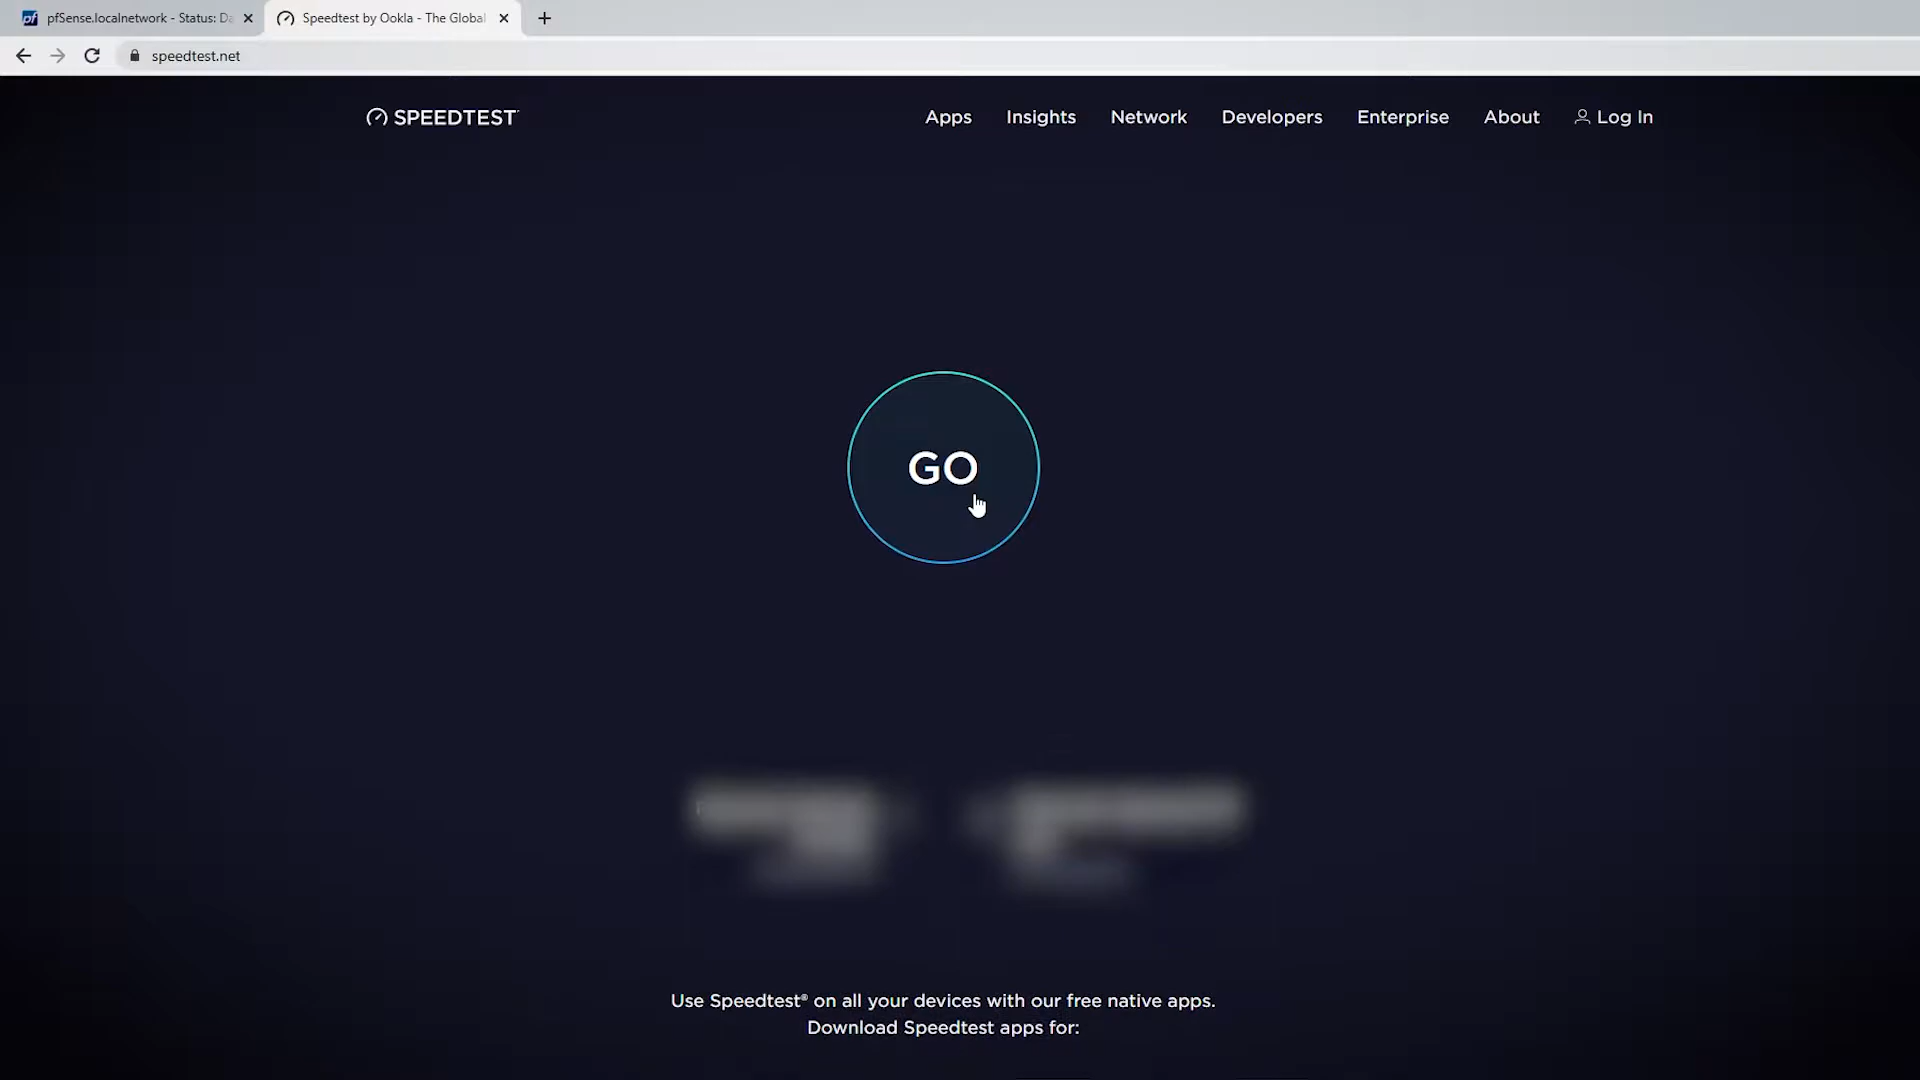 pfSense.localnetwork - Status: Da
Speedtest by Ookla - The Global
speedtest.net
SPEEDTEST
Apps
Insights
Network
Developers
Enterprise
About
Log In
GO
Use Speedtest® on all your devices with our free native apps.
Download Speedtest apps for: